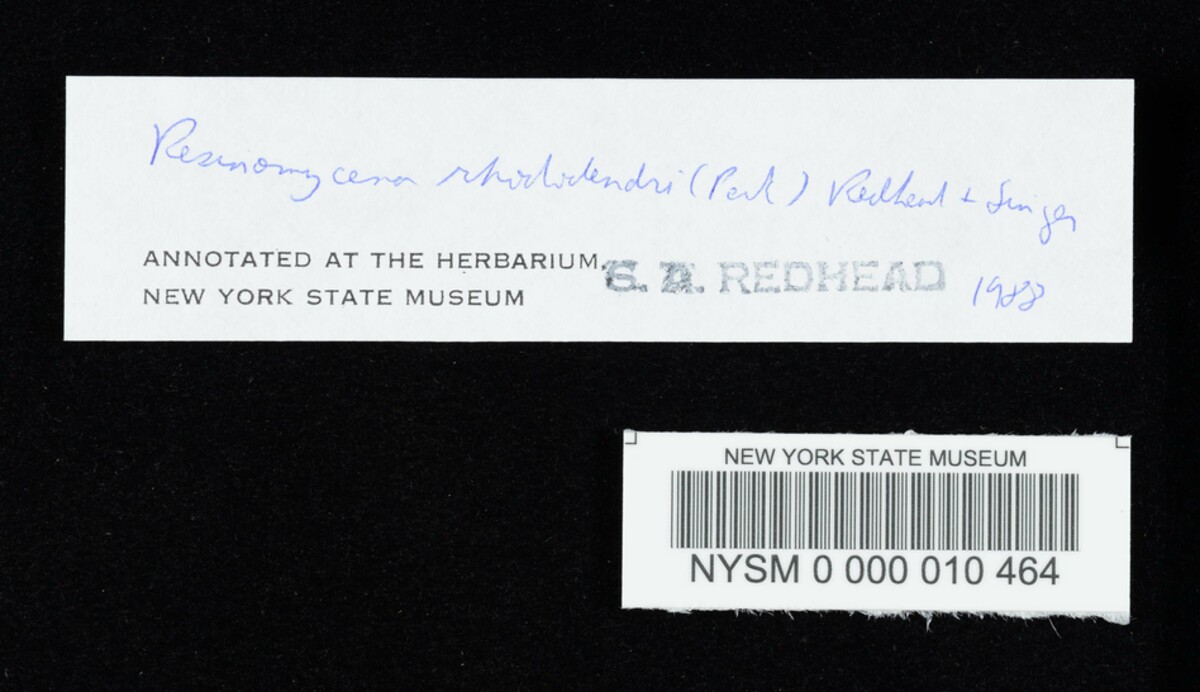 Resinomycena rhododendri (Peck) Redhead + Singer
ANNOTATED AT THE HERBARIUM,
NEW YORK STATE MUSEUM
S. A. REDHEAD
1983
NEW YORK STATE MUSEUM
NYSM 0 000 010 464